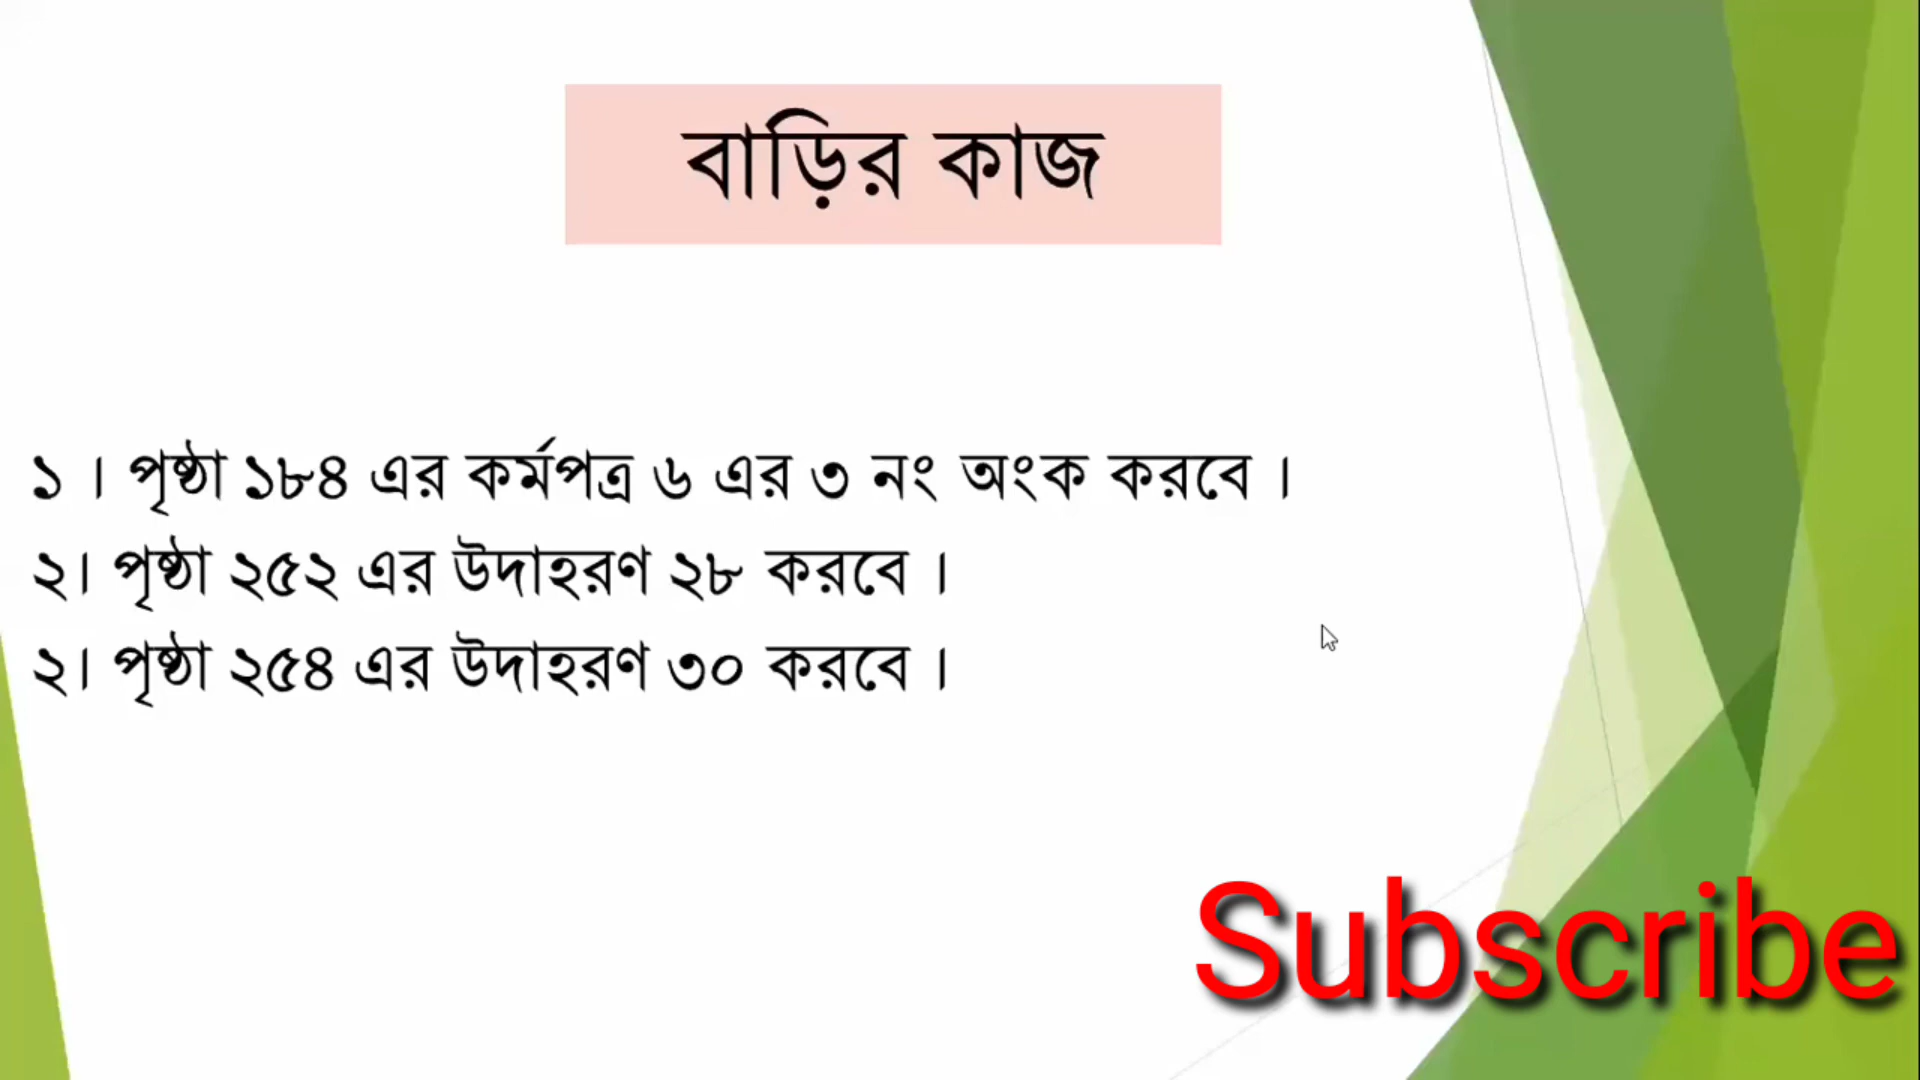 বাড়ির কাজ
১ । পৃষ্ঠা ১৮৪ এর কর্মপত্র ৬ এর ৩ নং অংক করবে ।
২। পৃষ্ঠা ২৫২ এর উদাহরণ ২৮ করবে ।
২। পৃষ্ঠা ২৫৪ এর উদাহরণ ৩০ করবে ।
Subscribe